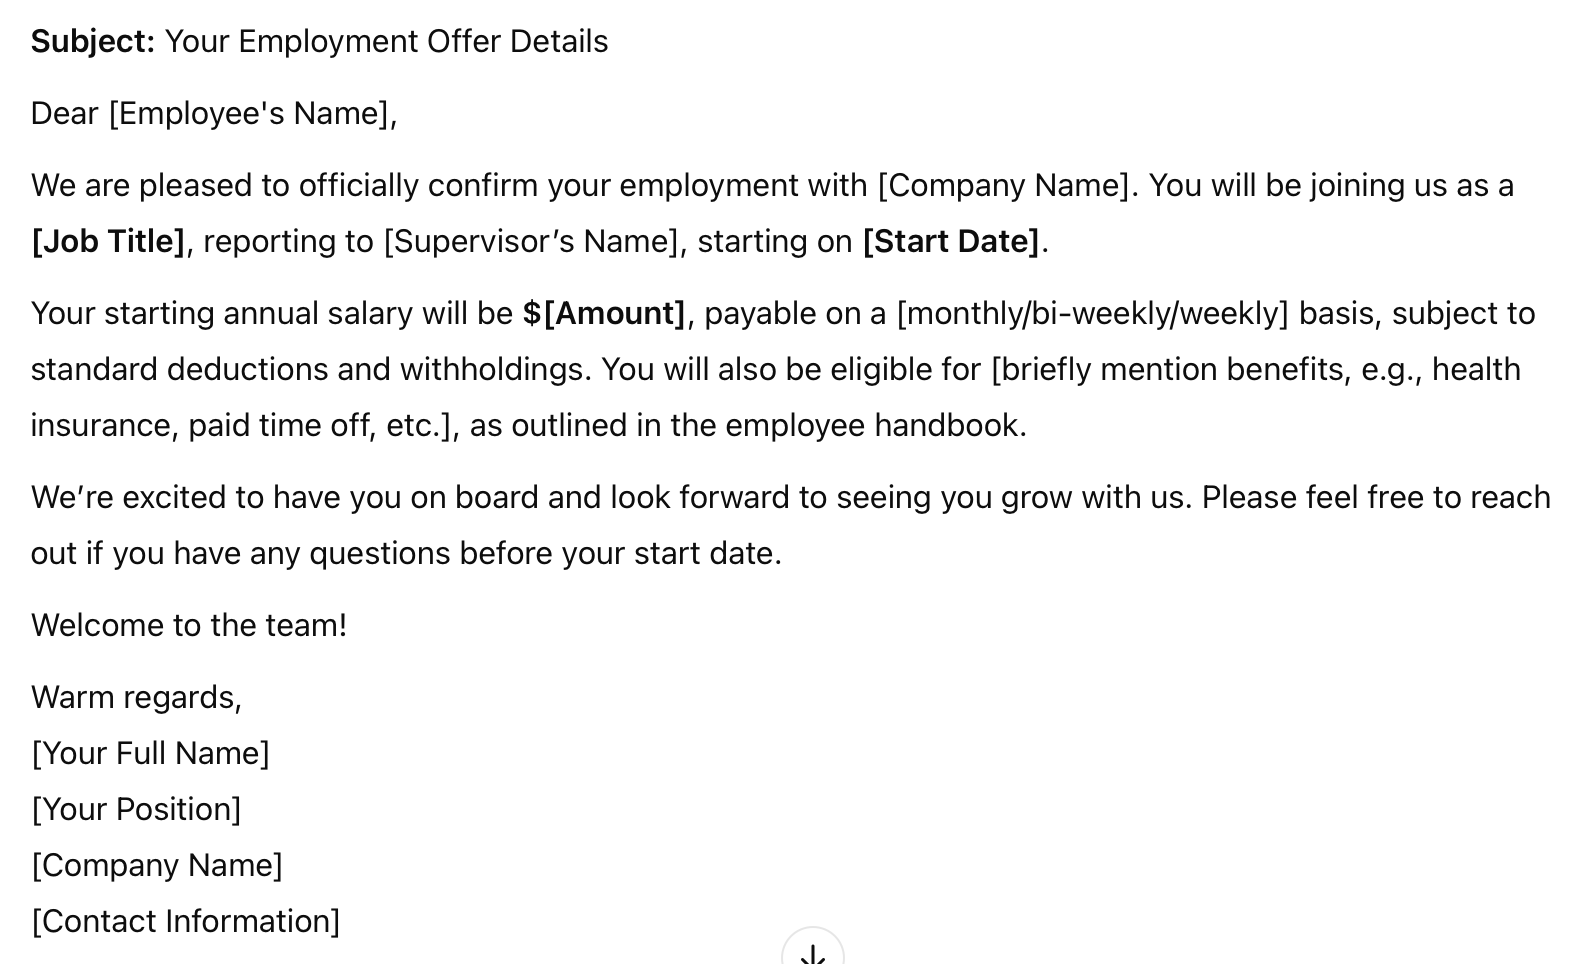 Subject: Your Employment Offer Details
Dear [Employee's Name],
We are pleased to officially confirm your employment with [Company Name]. You will be joining us as a
[Job Title], reporting to [Supervisor’s Name], starting on [Start Date].
Your starting annual salary will be $[Amount], payable on a [monthly/bi-weekly/weekly] basis, subject to
standard deductions and withholdings. You will also be eligible for [briefly mention benefits, e.g., health
insurance, paid time off, etc.], as outlined in the employee handbook.
We’re excited to have you on board and look forward to seeing you grow with us. Please feel free to reach
out if you have any questions before your start date.
Welcome to the team!
Warm regards,
[Your Full Name]
[Your Position]
[Company Name]
[Contact Information]